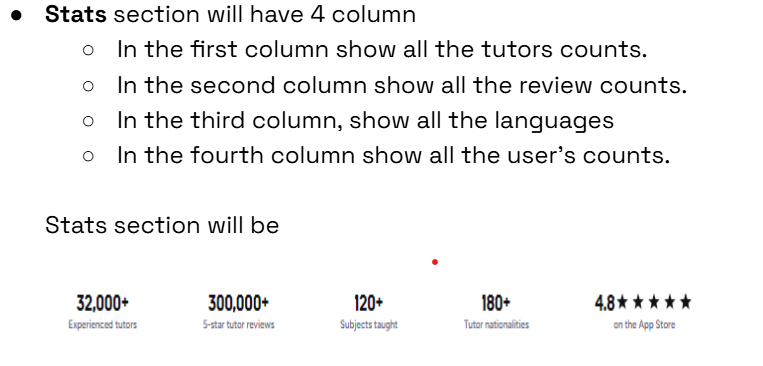 ● Stats section will have 4 column
○ In the first column show all the tutors counts.
○ In the second column show all the review counts.
○ In the third column, show all the languages
○ In the fourth column show all the user's counts.
Stats section will be
32,000+ 300,000+ 120+ 180+ 4.8★★★★★
Experienced tutors 5-star tutor reviews Subjects taught Tutor nationalities on the App Store